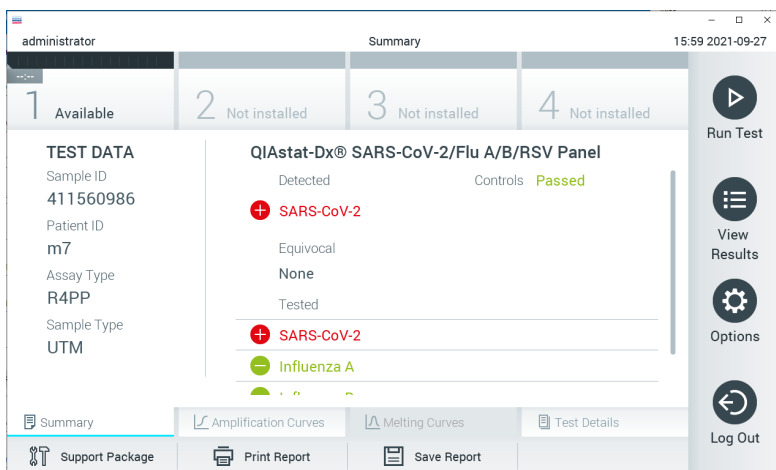 administrator Summary 15:59 2021-09-27
--:--
1 Available 2 Not installed 3 Not installed 4 Not installed
Run Test
TEST DATA
Sample ID
411560986
Patient ID
m7
Assay Type
R4PP
Sample Type
UTM
QIAstat-Dx® SARS-CoV-2/Flu A/B/RSV Panel
Detected Controls Passed
SARS-CoV-2
Equivocal
None
Tested
SARS-CoV-2
Influenza A
View
Results
Options
Log Out
Summary Amplification Curves Melting Curves Test Details
Support Package Print Report Save Report